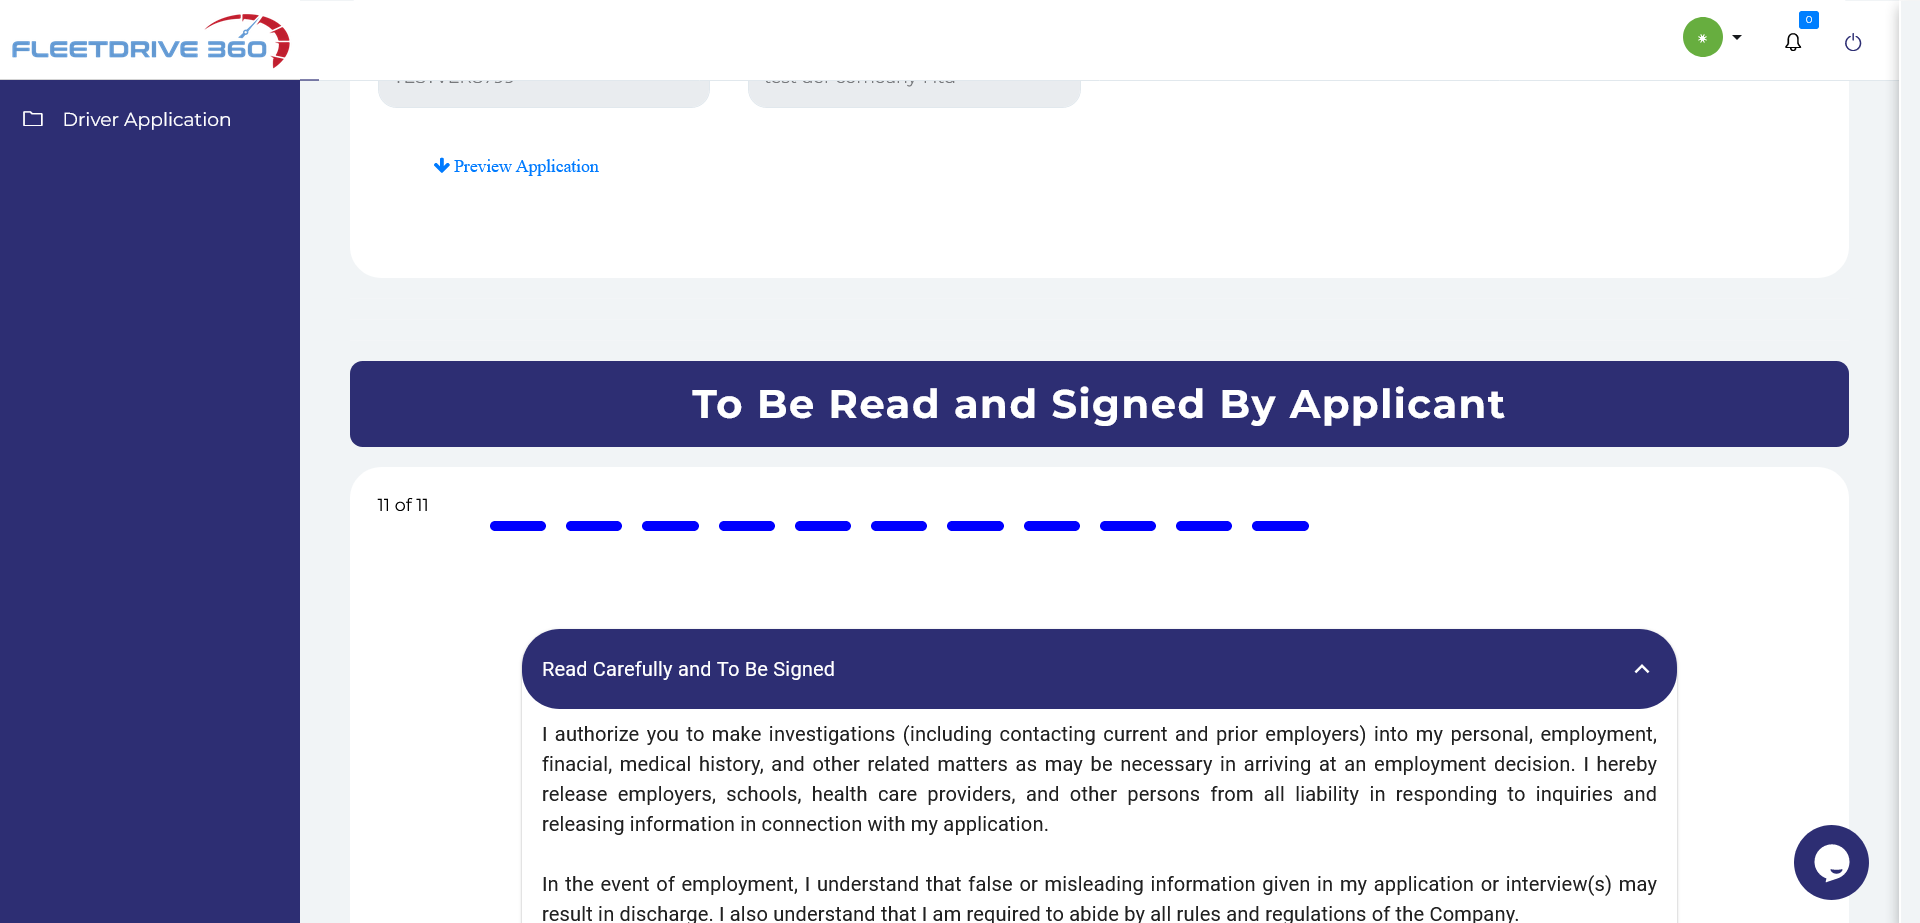 FLEETDRIVE 360
0
Driver Application
Preview Application
To Be Read and Signed By Applicant
11 of 11
Read Carefully and To Be Signed
I authorize you to make investigations (including contacting current and prior employers) into my personal, employment,
finacial, medical history, and other related matters as may be necessary in arriving at an employment decision. I hereby
release employers, schools, health care providers, and other persons from all liability in responding to inquiries and
releasing information in connection with my application.
In the event of employment, I understand that false or misleading information given in my application or interview(s) may
result in discharge. I also understand that I am required to abide by all rules and regulations of the Company.